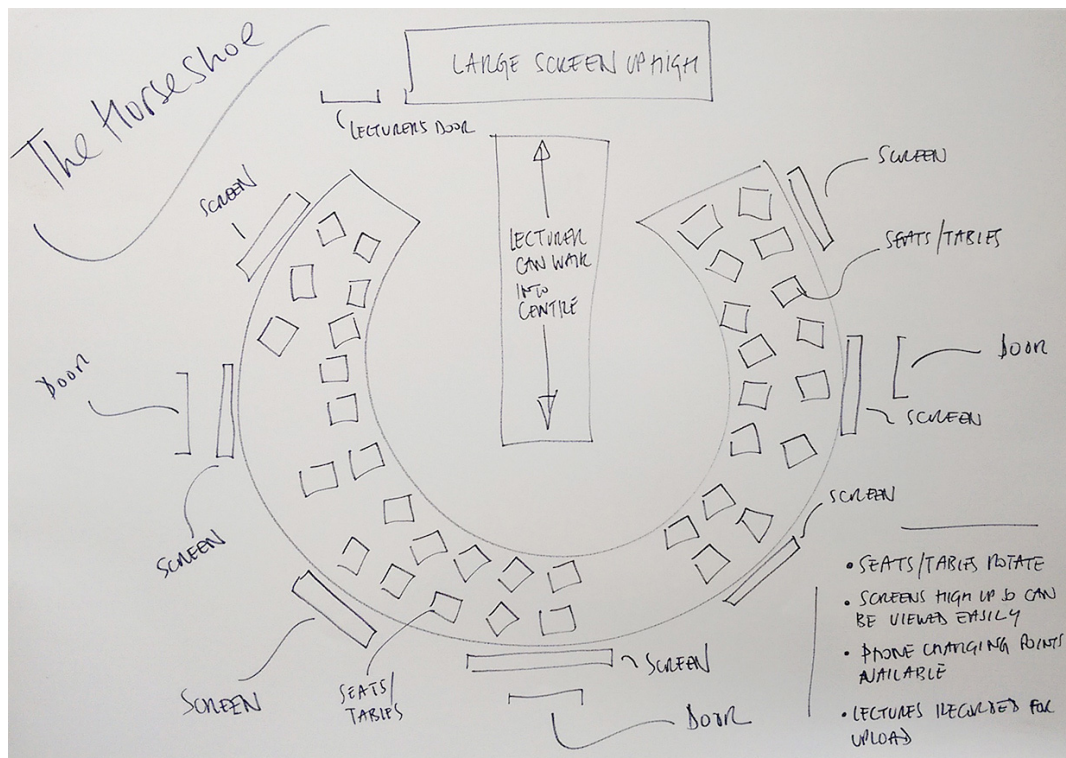 The Horseshoe
LARGE SCREEN UP HIGH
LECTURERS DOOR
SCREEN
SCREEN
SEATS/TABLES
LECTURER
CAN WALK
INTO
CENTRE
DOOR
DOOR
SCREEN
SCREEN
SCREEN
SCREEN
SEATS/
TABLES
SCREEN
DOOR
• SEATS/TABLES ROTATE
• SCREENS HIGH UP SO CAN
BE VIEWED EASILY
• PHONE CHARGING POINTS
AVAILABLE
• LECTURES RECORDED FOR
UPLOAD